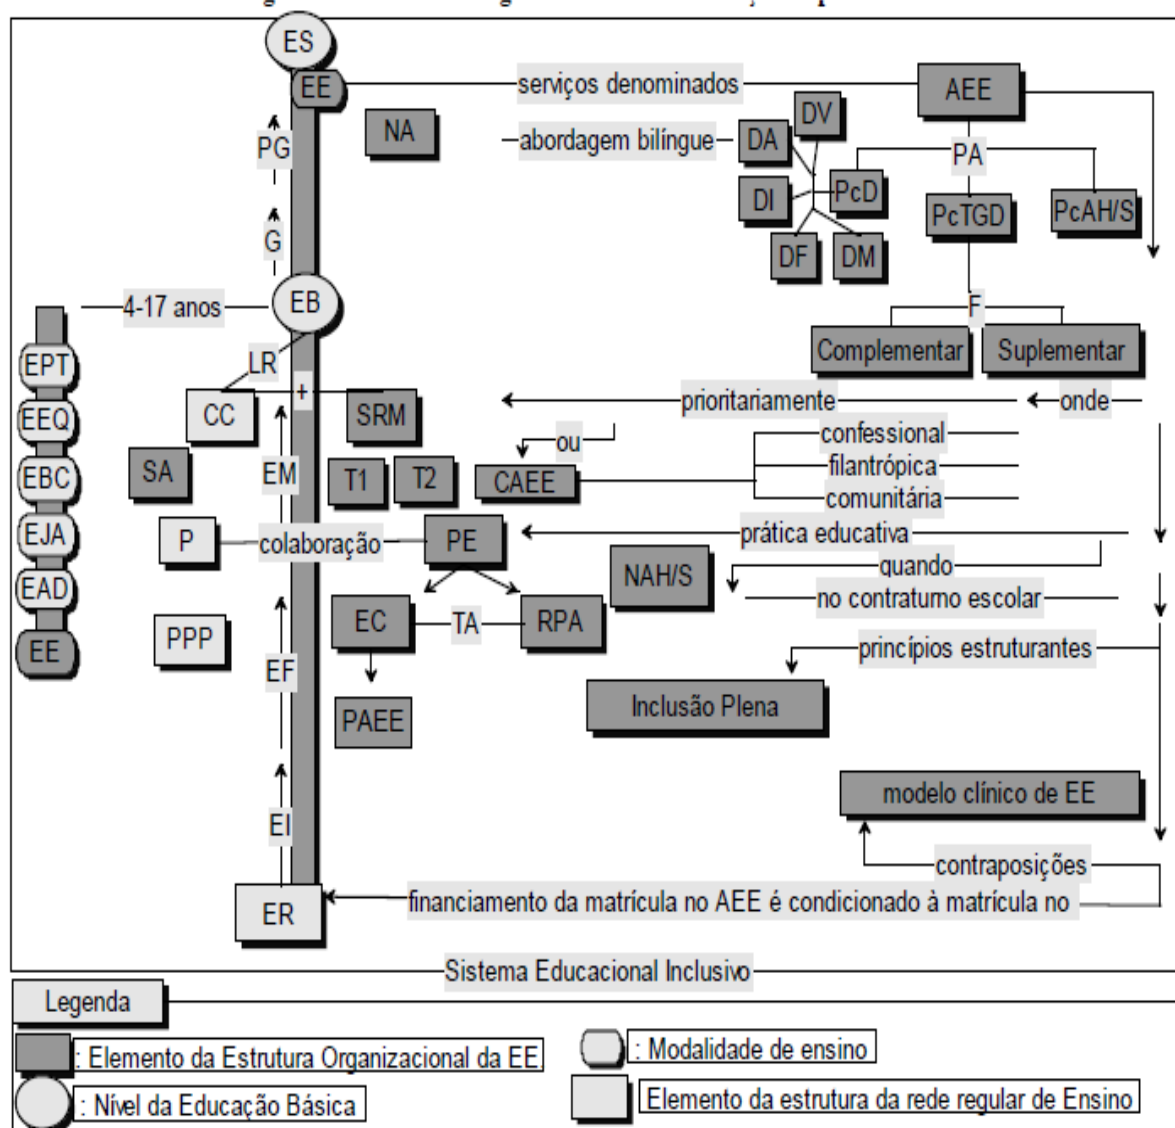 ES
EE
serviços denominados
AEE
NA
abordagem bilíngue
DA
DV
PG
PA
DI
PcD
PcTGD
PcAH/S
G
DF
DM
4-17 anos
EB
F
EPT
LR
Complementar
Suplementar
CC
+
SRM
prioritariamente
onde
EEQ
ou
confessional
EBC
SA
EM
T1
T2
CAEE
filantrópica
comunitária
EJA
P
colaboração
PE
prática educativa
NAH/S
quando
EAD
no contraturno escolar
EC
TA
RPA
PPP
EE
princípios estruturantes
EF
Inclusão Plena
PAEE
modelo clínico de EE
EI
contraposições
ER
financiamento da matrícula no AEE é condicionado à matrícula no
Sistema Educacional Inclusivo
Legenda
: Elemento da Estrutura Organizacional da EE
: Modalidade de ensino
: Nível da Educação Básica
Elemento da estrutura da rede regular de Ensino